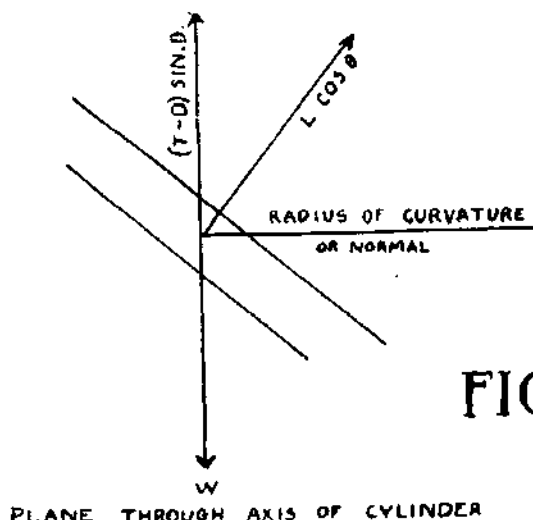 (T-D) SIN.θ.
L COS θ
RADIUS OF CURVATURE
OR NORMAL
FIG
W
PLANE THROUGH AXIS OF CYLINDER